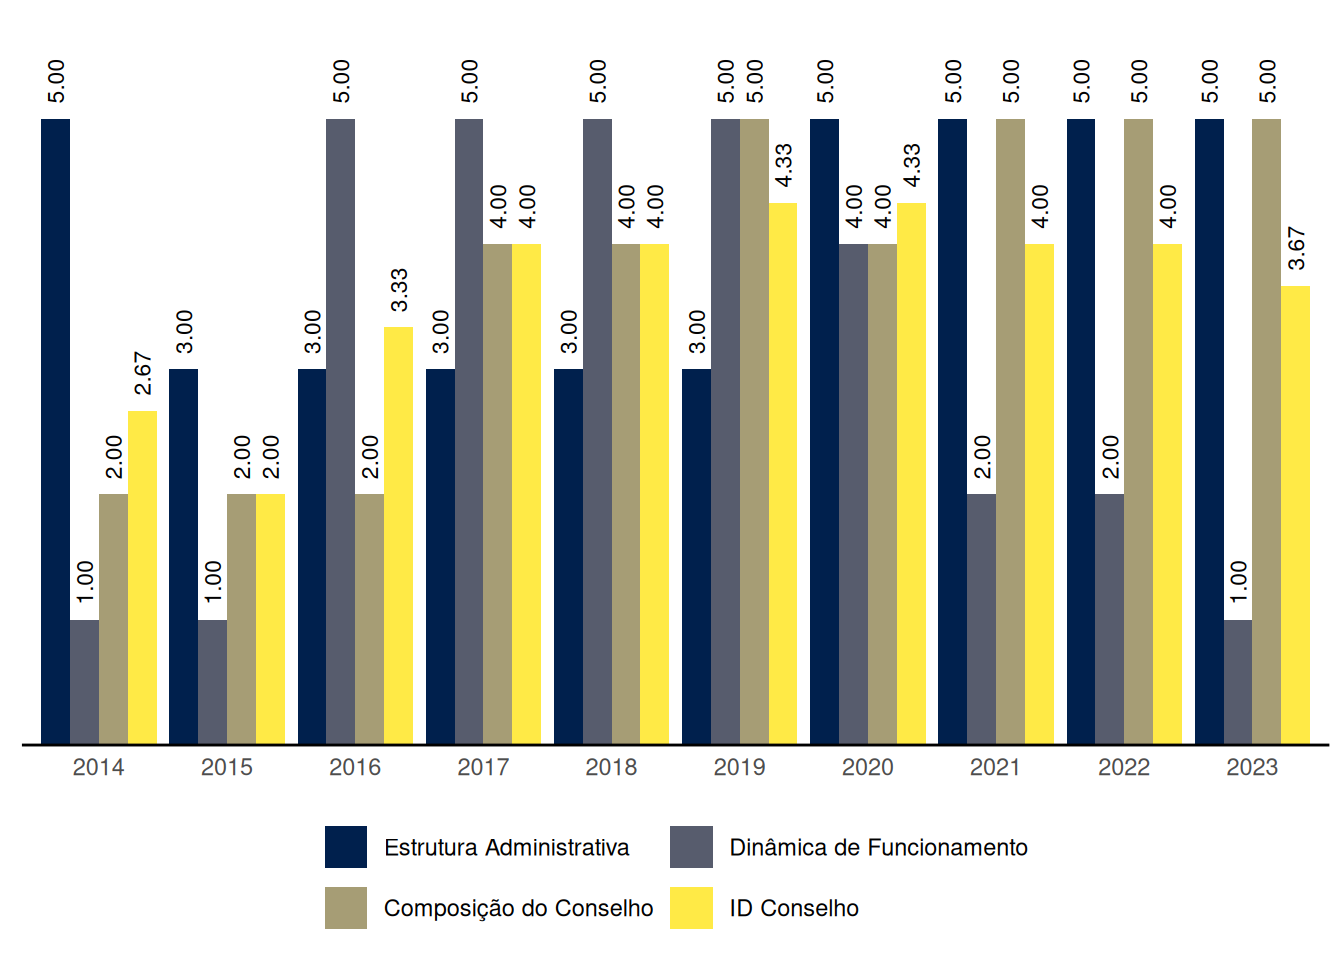 5.00 1.00 2.00 2.67 3.00 1.00 2.00 2.00 3.00 5.00 2.00 3.33 3.00 5.00 4.00 4.00 3.00 5.00 4.00 4.00 3.00 5.00 5.00 4.33 5.00 4.00 4.00 4.33 5.00 2.00 5.00 4.00 5.00 2.00 5.00 4.00 5.00 1.00 5.00 3.67
2014 2015 2016 2017 2018 2019 2020 2021 2022 2023
Estrutura Administrativa Dinâmica de Funcionamento
Composição do Conselho ID Conselho